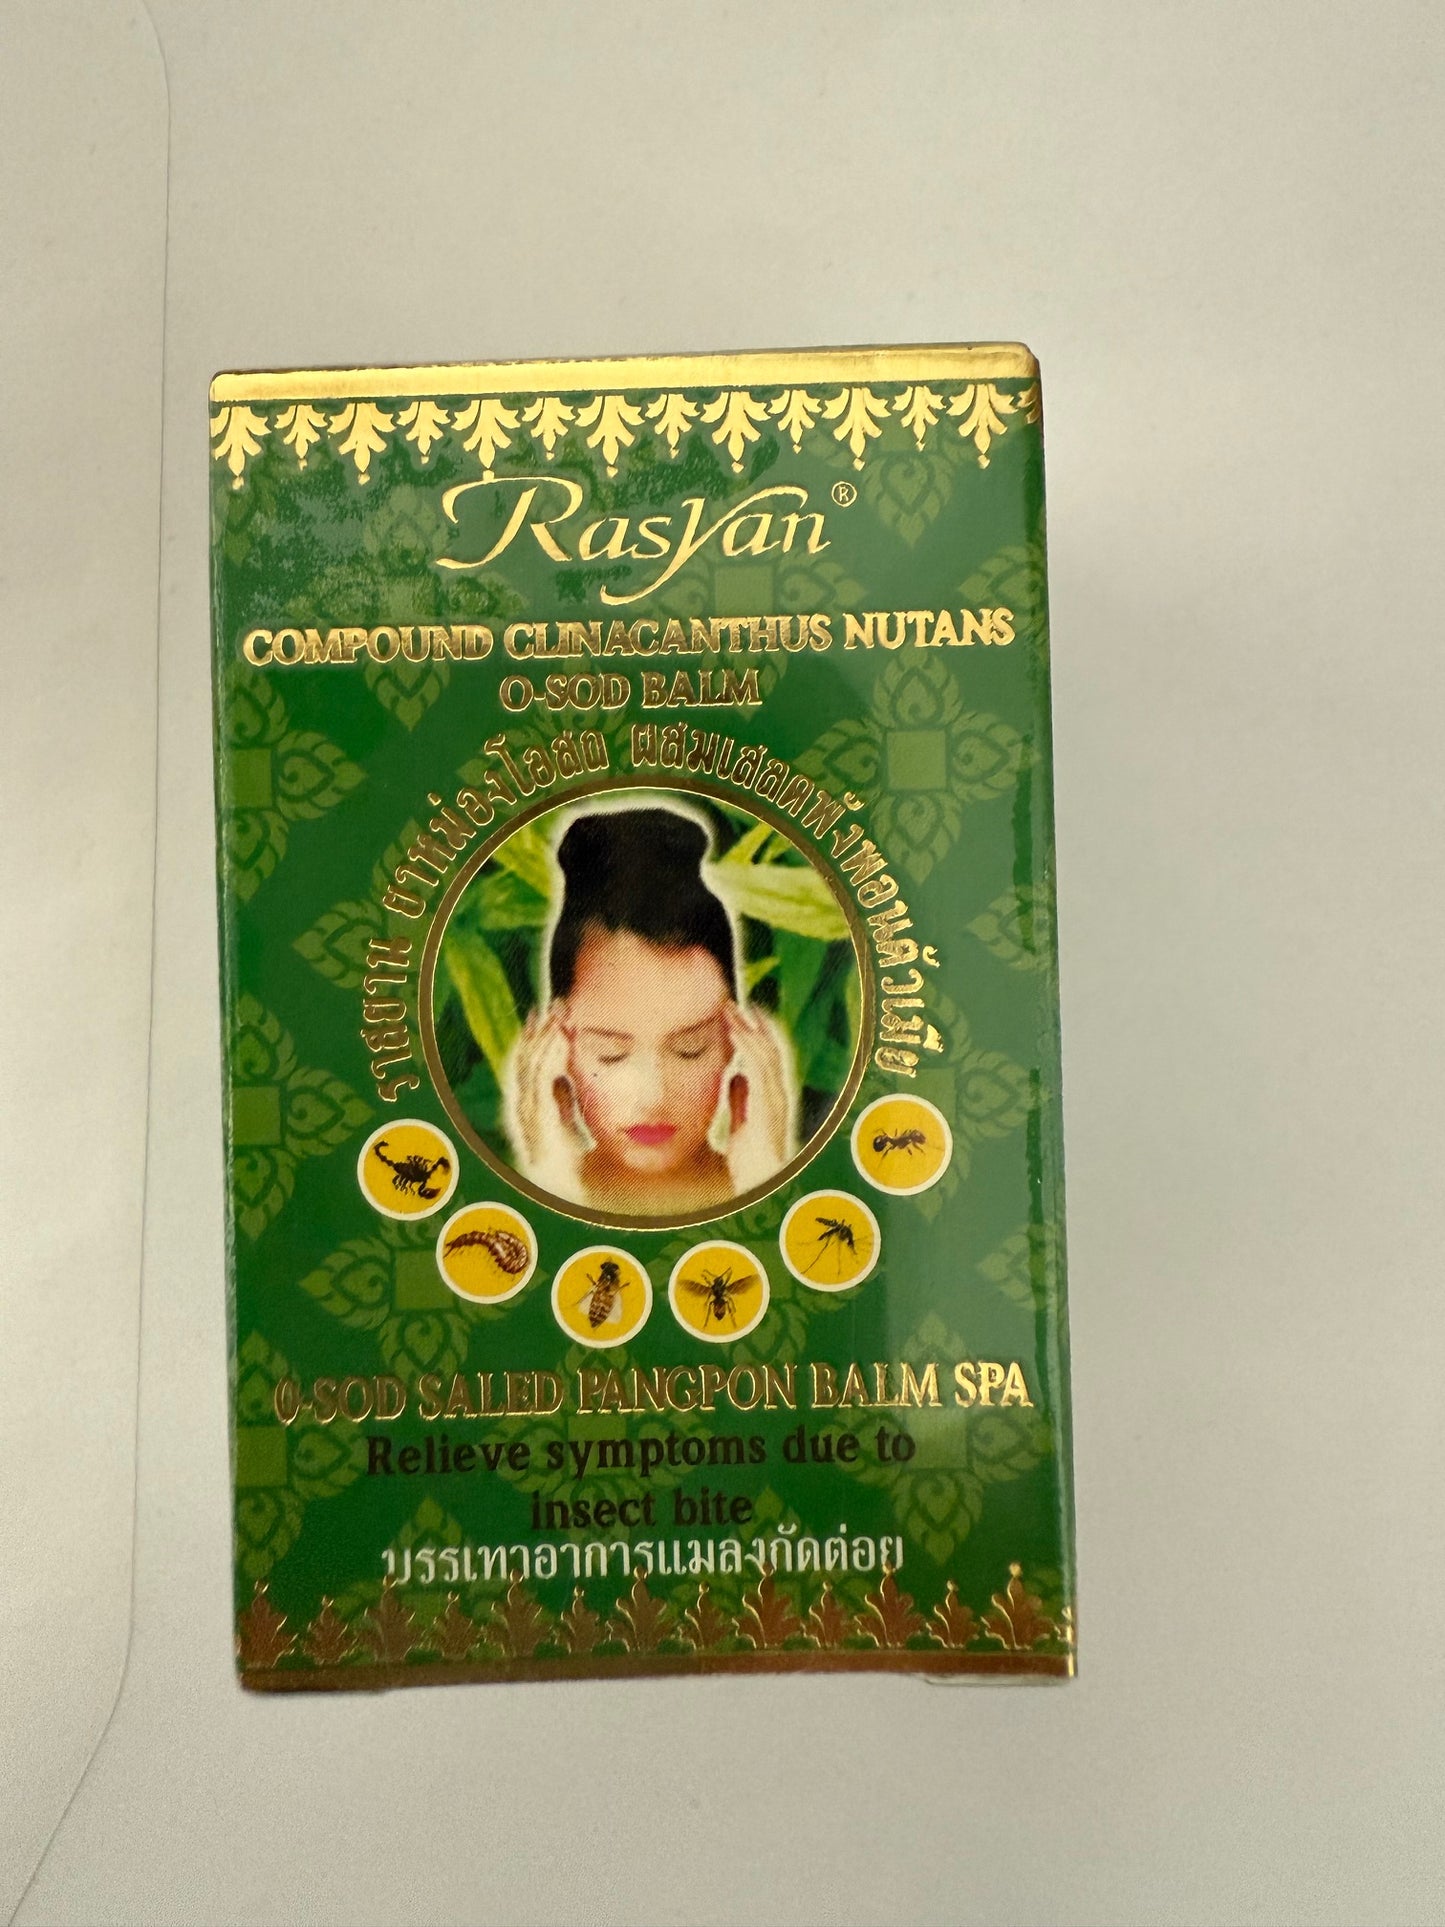 Rasyan®
COMPOUND CLINACANTHUS NUTANS
O-SOD BALM
ราสยาน ยาหม่องโอสถ ผสมเสลดพังพอนตัวเมีย
O-SOD SALED PANGPON BALM SPA
Relieve symptoms due to
insect bite
บรรเทาอาการแมลงกัดต่อย